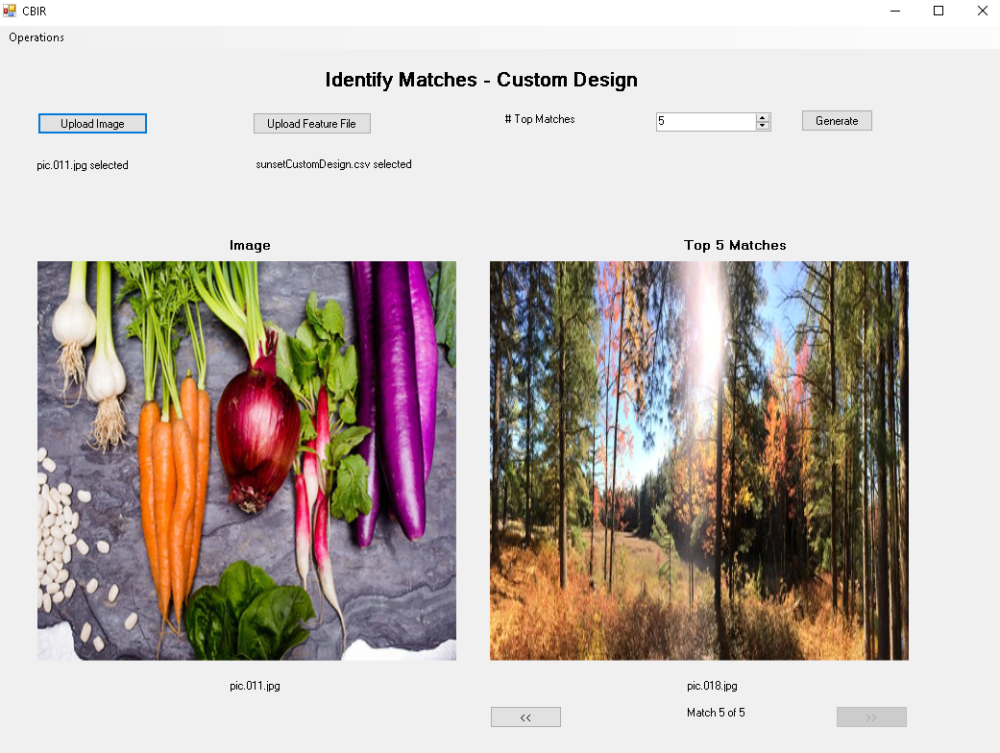 CBIR
Operations
Identify Matches - Custom Design
Upload Image
Upload Feature File
# Top Matches
5
Generate
pic.011.jpg selected
sunsetCustomDesign.csv selected
Image
Top 5 Matches
pic.011.jpg
pic.018.jpg
<<
Match 5 of 5
>>